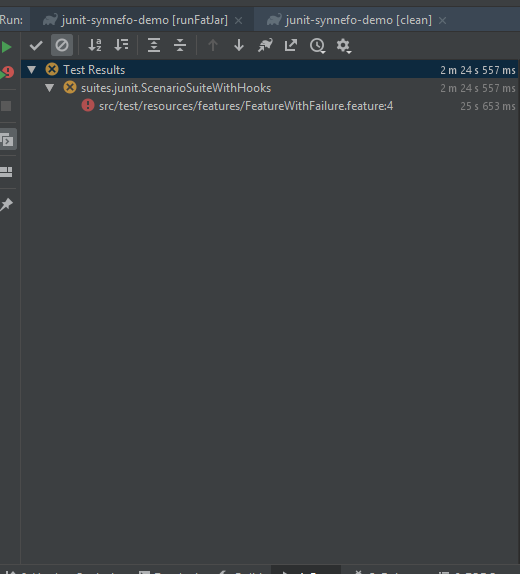 Run: junit-synnefo-demo [runFatJar] junit-synnefo-demo [clean]
Test Results 2 m 24 s 557 ms
suites.junit.ScenarioSuiteWithHooks 2 m 24 s 557 ms
src/test/resources/features/FeatureWithFailure.feature:4 25 s 653 ms